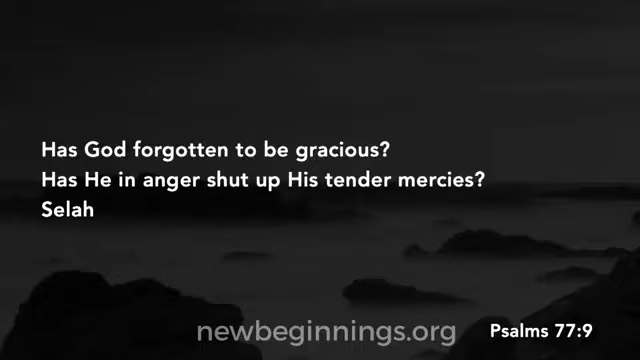 Has God forgotten to be gracious?
Has He in anger shut up His tender mercies?
Selah
newbeginnings.org
Psalms 77:9